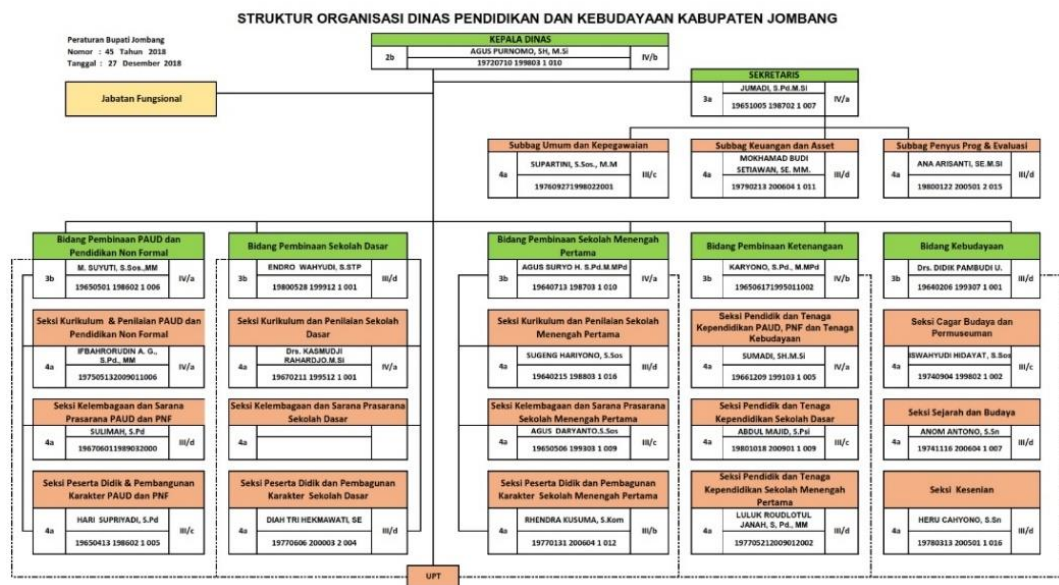 STRUKTUR ORGANISASI DINAS PENDIDIKAN DAN KEBUDAYAAN KABUPATEN JOMBANG
Peraturan Bupati Jombang
Nomor : 45 Tahun 2018
Tanggal : 27 Desember 2018
KEPALA DINAS
2b
AGUS PURNOMO, SH, M.Si
IV/b
19720710 199803 1 010
Jabatan Fungsional
SEKRETARIS
3a
JUMADI, S.Pd.M.Si
IV/a
19651005 198702 1 007
Subbag Umum dan Kepegawaian
4a
SUPARTINI, S.Sos., M.M
III/c
197609271998022001
Subbag Keuangan dan Asset
4a
MOKHAMAD BUDI
SETIAWAN, SE. MM.
III/d
19790213 200604 1 011
Subbag Penyus Prog & Evaluasi
4a
ANA ARISANTI, SE.M.SI
III/d
19800122 200501 2 015
Bidang Pembinaan PAUD dan
Pendidikan Non Formal
3b
M. SUYUTI, S.Sos.,MM
IV/a
19650501 198602 1 006
Seksi Kurikulum & Penilaian PAUD dan
Pendidikan Non Formal
4a
IFBAHRORUDIN A. G.,
S.Pd., MM
IV/a
197505132009011006
Seksi Kelembagaan dan Sarana
Prasarana PAUD dan PNF
4a
SULIMAH, S.Pd
III/d
196706011989032000
Seksi Peserta Didik & Pembangunan
Karakter PAUD dan PNF
4a
HARI SUPRIYADI, S.Pd
III/c
19650413 198602 1 005
Bidang Pembinaan Sekolah Dasar
3b
ENDRO WAHYUDI, S.STP
III/d
19800528 199912 1 001
Seksi Kurikulum dan Penilaian Sekolah
Dasar
4a
Drs. KASMUDJI
RAHARDJO.M.Si
IV/a
19670211 199512 1 001
Seksi Kelembagaan dan Sarana Prasarana
Sekolah Dasar
4a
Seksi Peserta Didik dan Pembagunan
Karakter Sekolah Dasar
4a
DIAH TRI HEKMAWATI, SE
III/d
19770606 200003 2 004
Bidang Pembinaan Sekolah Menengah
Pertama
3b
AGUS SURYO H. S.Pd.M.MPd
IV/a
19640713 198703 1 010
Seksi Kurikulum dan Penilaian Sekolah
Menengah Pertama
4a
SUGENG HARIYONO, S.Sos
III/d
19640215 198803 1 016
Seksi Kelembagaan dan Sarana Prasarana
Sekolah Menengah Pertama
4a
AGUS DARYANTO.S.Sos
III/c
19650506 199303 1 009
Seksi Peserta Didik dan Pembagunan
Karakter Sekolah Menengah Pertama
4a
RHENDRA KUSUMA, S.Kom
III/b
19770131 200604 1 012
Bidang Pembinaan Ketenangaan
3b
KARYONO, S.Pd., M.MPd
IV/b
196506171995011002
Seksi Pendidik dan Tenaga
Kependidikan PAUD, PNF dan Tenaga
Kebudayaan
4a
SUMADI, SH.M.Si
IV/a
19661209 199103 1 005
Seksi Pendidik dan Tenaga
Kependidikan Sekolah Dasar
4a
ABDUL MAJID, S.Psi
III/c
19801018 200901 1 009
Seksi Pendidik dan Tenaga
Kependidikan Sekolah Menengah
Pertama
4a
LULUK ROUDLOTUL
JANAH, S, Pd., MM
III/d
197705212009012002
Bidang Kebudayaan
3b
Drs. DIDIK PAMBUDI U.
III/d
19640206 199307 1 001
Seksi Cagar Budaya dan
Permuseuman
4a
ISWAHYUDI HIDAYAT, S.Sos
III/c
19740904 199802 1 002
Seksi Sejarah dan Budaya
4a
ANOM ANTONO, S.Sn
III/d
19741116 200604 1 007
Seksi Kesenian
4a
HERU CAHYONO, S.Sn
III/d
19780313 200501 1 016
UPT